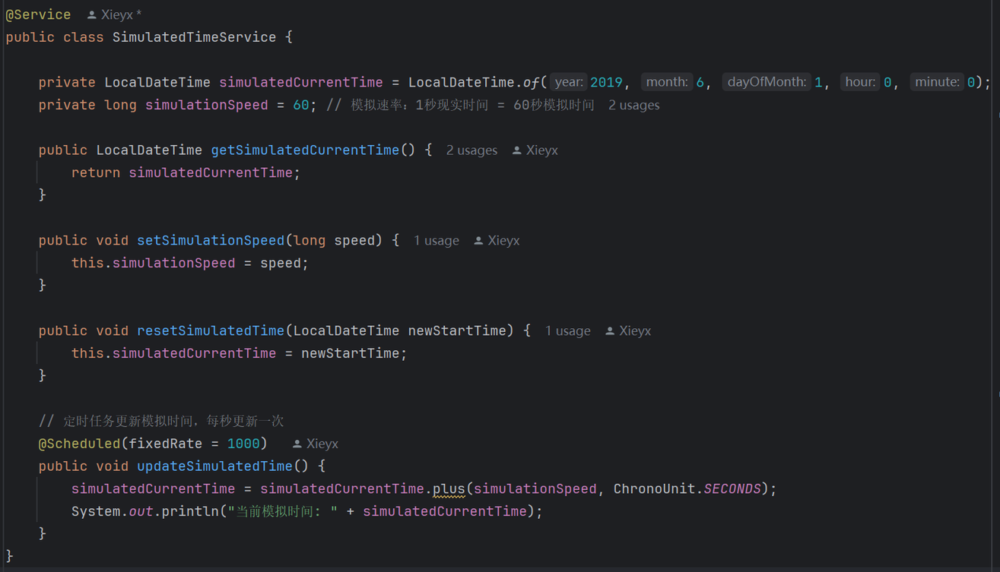 @Service Xieyx *
public class SimulatedTimeService {
private LocalDateTime simulatedCurrentTime = LocalDateTime.of( year: 2019, month: 6, dayOfMonth: 1, hour: 0, minute: 0);
private long simulationSpeed = 60; // 模拟速率：1秒现实时间 = 60秒模拟时间 2 usages
public LocalDateTime getSimulatedCurrentTime() { 2 usages Xieyx
return simulatedCurrentTime;
}
public void setSimulationSpeed(long speed) { 1 usage Xieyx
this.simulationSpeed = speed;
}
public void resetSimulatedTime(LocalDateTime newStartTime) { 1 usage Xieyx
this.simulatedCurrentTime = newStartTime;
}
// 定时任务更新模拟时间，每秒更新一次
@Scheduled(fixedRate = 1000) Xieyx
public void updateSimulatedTime() {
simulatedCurrentTime = simulatedCurrentTime.plus(simulationSpeed, ChronoUnit.SECONDS);
System.out.println("当前模拟时间: " + simulatedCurrentTime);
}
}